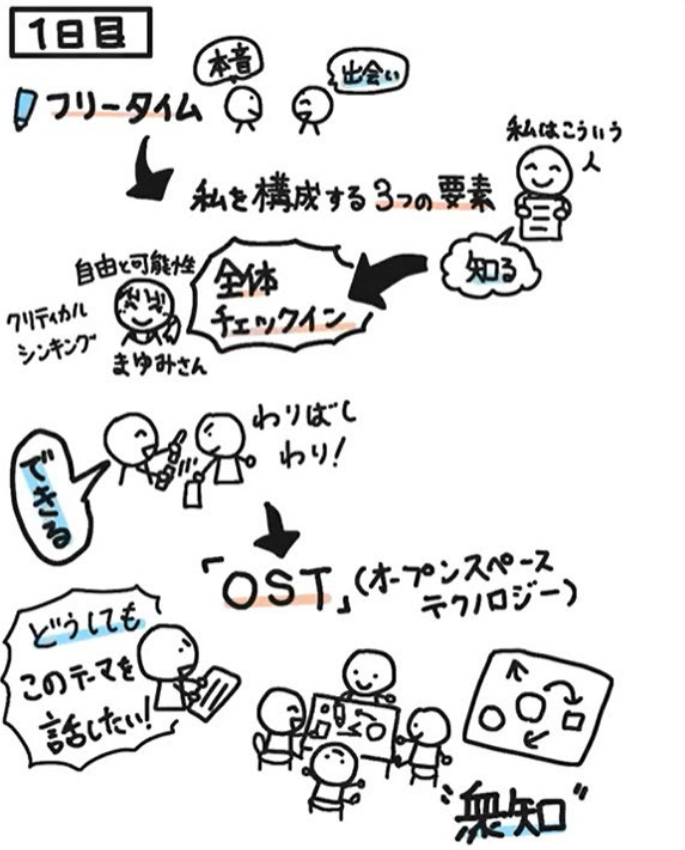 1日目
本音
出会い
フリータイム
私はこういう
人
私を構成する3つの要素
知る
自由と可能性
全体
チェックイン
クリティカル
シンキング
まゆみさん
わりばし
わり!
できる
「OST」(オープンスペース
テクノロジー)
どうしても
このテーマを
話したい!
"衆知"